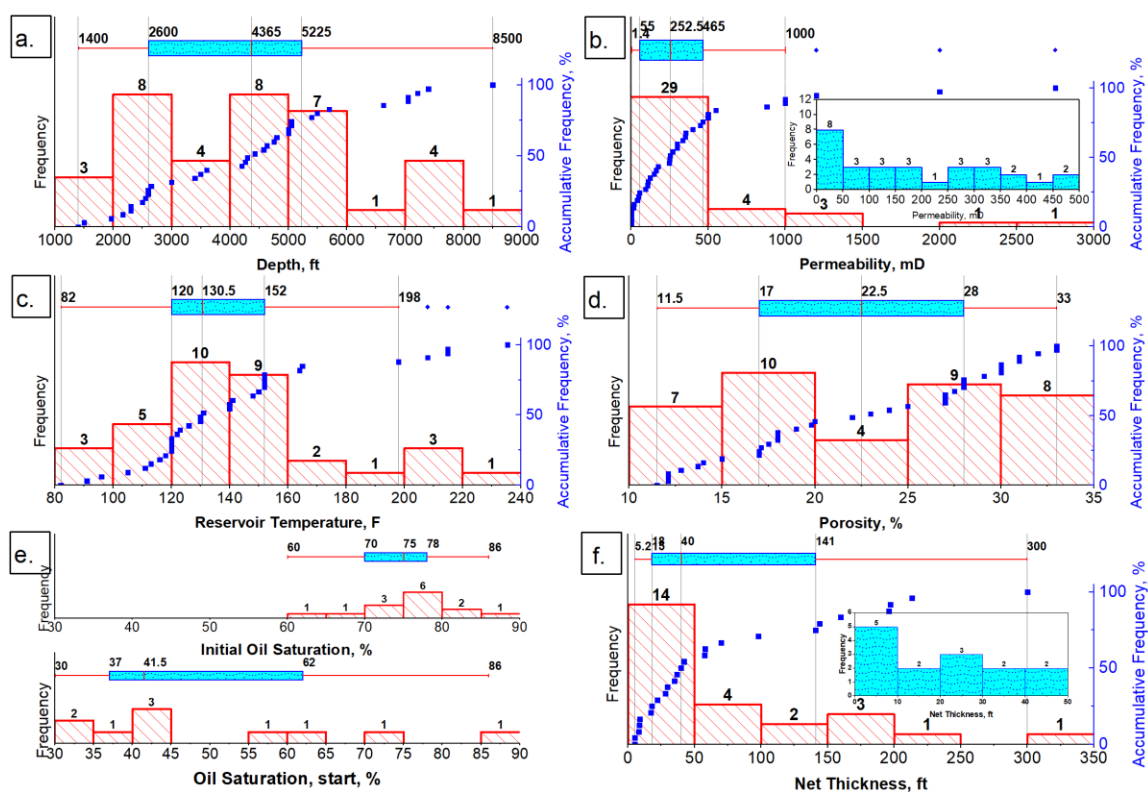 a.
1400 2600 4365 5225 8500
3 8 4 8 7 1 4 1
Frequency
100
50
0
Accumulative Frequency, %
1000 2000 3000 4000 5000 6000 7000 8000 9000
Depth, ft
b.
1.4 55 252.5 465 1000
29 4 3 1 1
Frequency
100
50
0
Accumulative Frequency, %
12
10
8
6
4
2
0
Frequency
8 3 3 3 1 3 3 2 1 2
0 50 100 150 200 250 300 350 400 450 500
Permeability, mD
0 500 1000 1500 2000 2500 3000
Permeability, mD
c.
82 120 130.5 152 198
3 5 10 9 2 1 3 1
Frequency
100
50
0
Accumulative Frequency, %
80 100 120 140 160 180 200 220 240
Reservoir Temperature, F
d.
11.5 17 22.5 28 33
7 10 4 9 8
Frequency
100
50
0
Accumulative Frequency, %
10 15 20 25 30 35
Porosity, %
e.
60 70 75 78 86
1 1 3 6 2 1
Frequency
30 40 50 60 70 80 90
Initial Oil Saturation, %
30 37 41.5 62 86
2 1 3 1 1 1 1
Frequency
30 35 40 45 50 55 60 65 70 75 80 85 90
Oil Saturation, start, %
f.
5.2 15 18 40 141 300
14 4 2 3 1 1
Frequency
100
50
0
Accumulative Frequency, %
6
5
4
3
2
1
0
Frequency
5 2 3 2 2
0 10 20 30 40 50
Net Thickness, ft
0 50 100 150 200 250 300 350
Net Thickness, ft